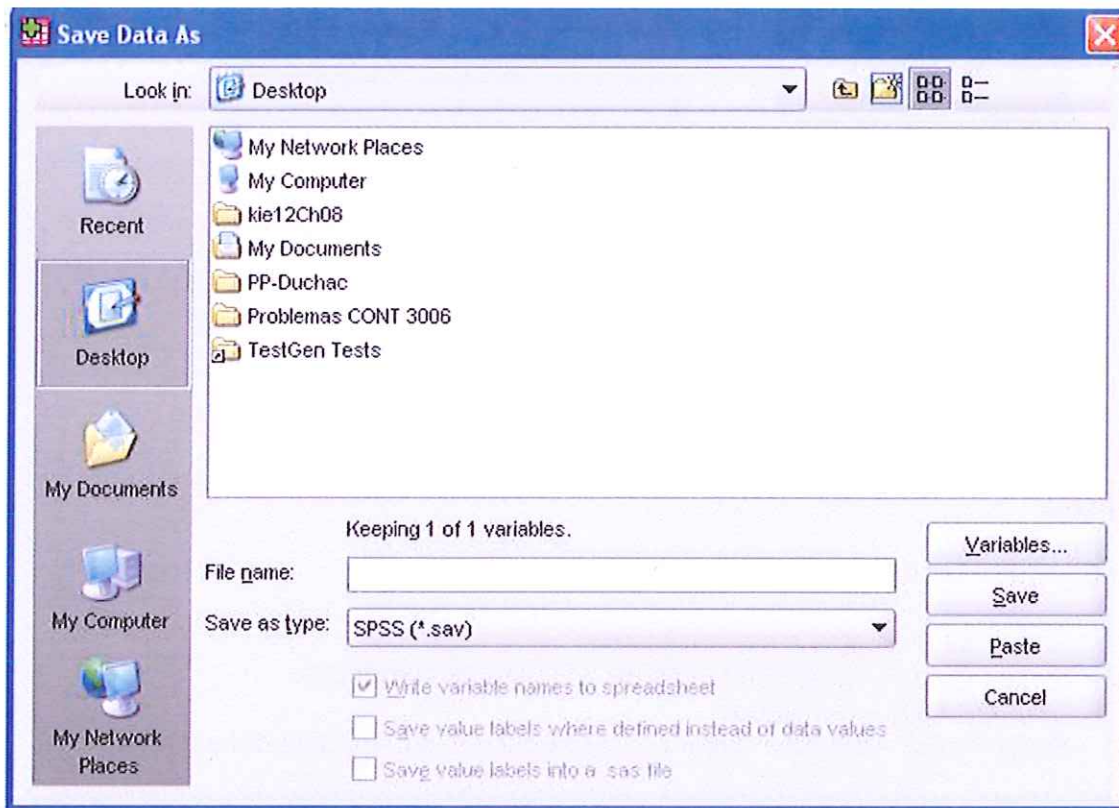 Save Data As
Look in: Desktop
My Network Places
My Computer
kie12Ch08
My Documents
PP-Duchac
Problemas CONT 3006
TestGen Tests
Recent
Desktop
My Documents
My Computer
My Network
Places
Keeping 1 of 1 variables.
File name:
Save as type: SPSS (*.sav)
Write variable names to spreadsheet
Save value labels where defined instead of data values
Save value labels into a .sas file
Variables...
Save
Paste
Cancel